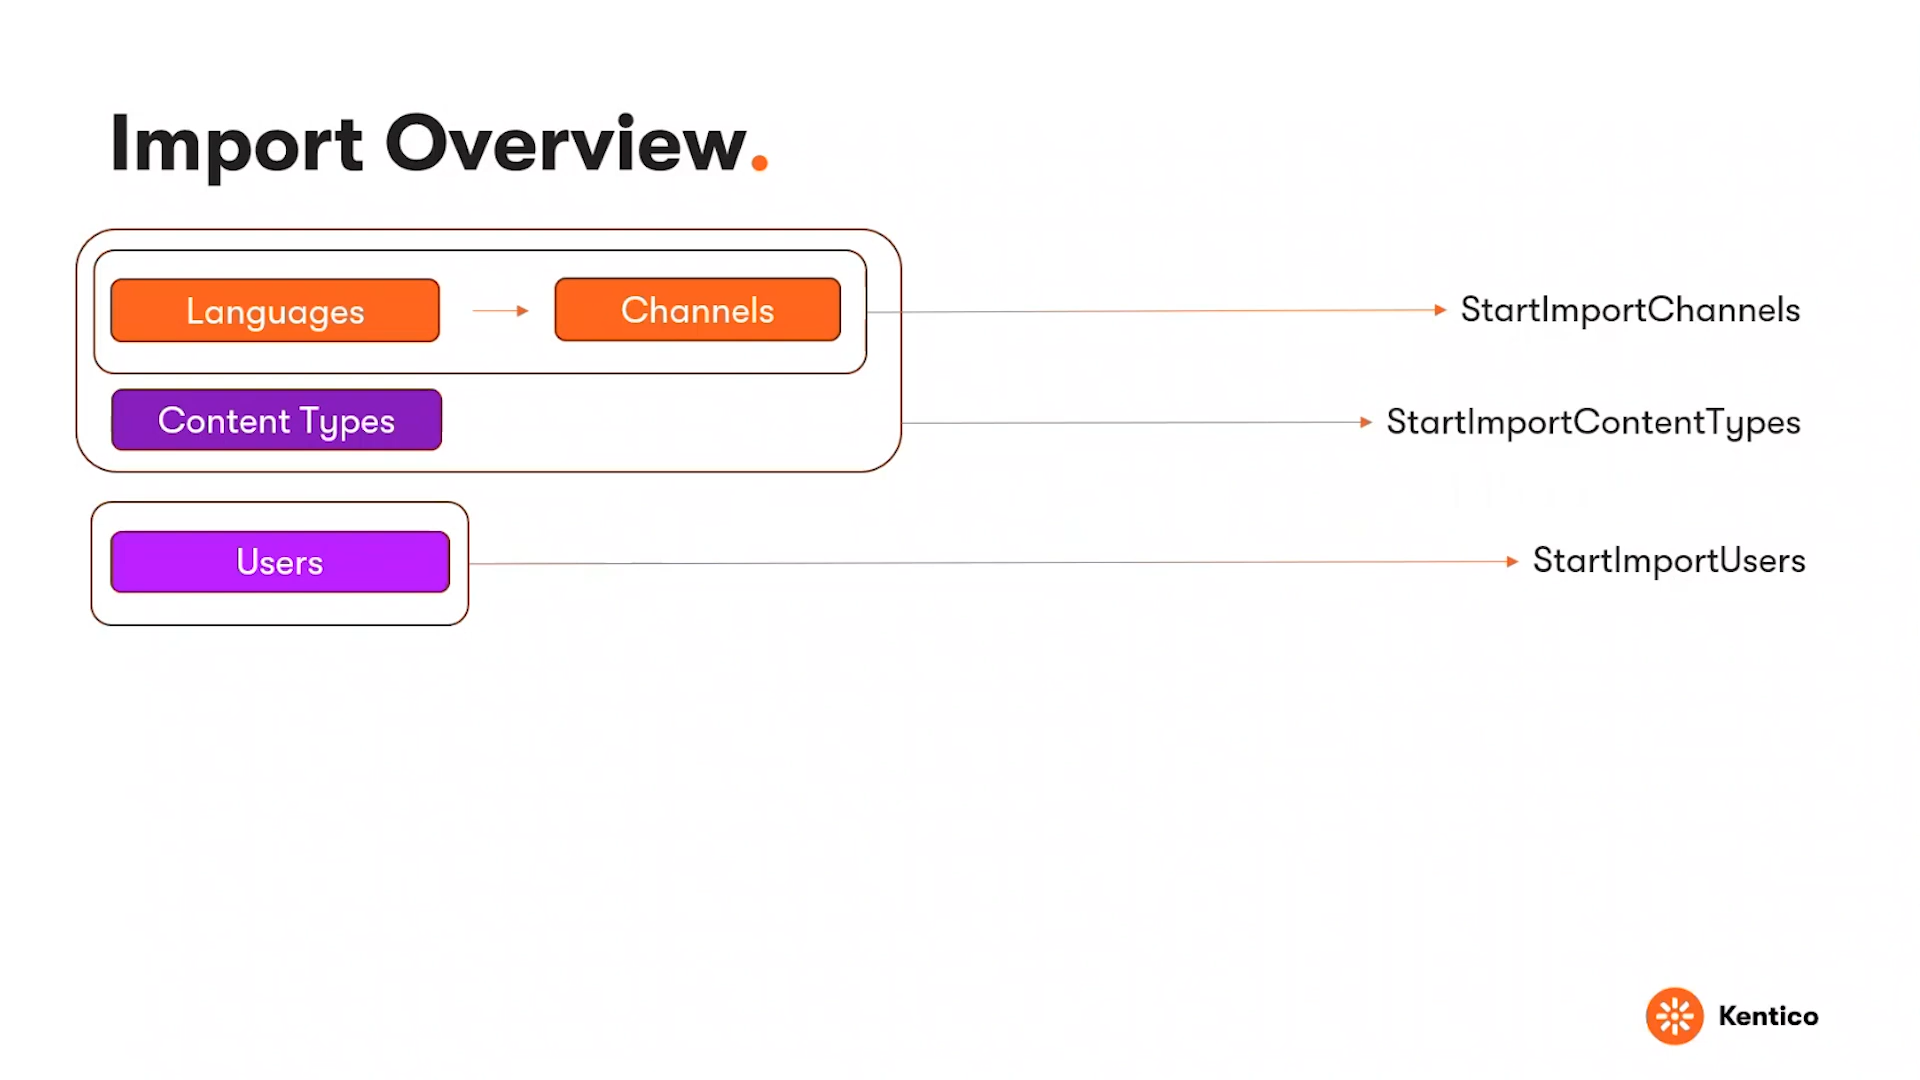 Import Overview.
Languages
Channels
StartImportChannels
Content Types
StartImportContentTypes
Users
StartImportUsers
Kentico